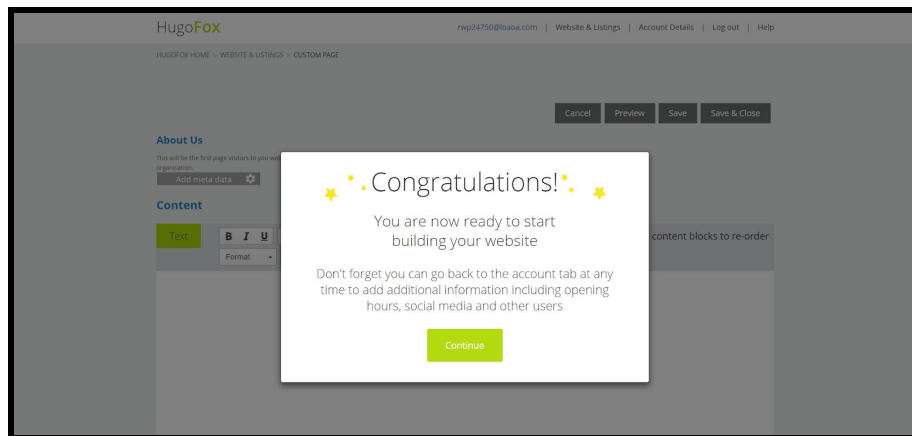 HugoFox
rwp24750@loaoa.com | Website & Listings | Account Details | Log out | Help
HUGOFOX HOME » WEBSITE & LISTINGS » CUSTOM PAGE
Cancel Preview Save Save & Close
About Us
This will be the first page visitors to you
organisation.
Add meta data
Content
Text B I U content blocks to re-order
Format
Congratulations!
You are now ready to start
building your website
Don't forget you can go back to the account tab at any
time to add additional information including opening
hours, social media and other users
Continue